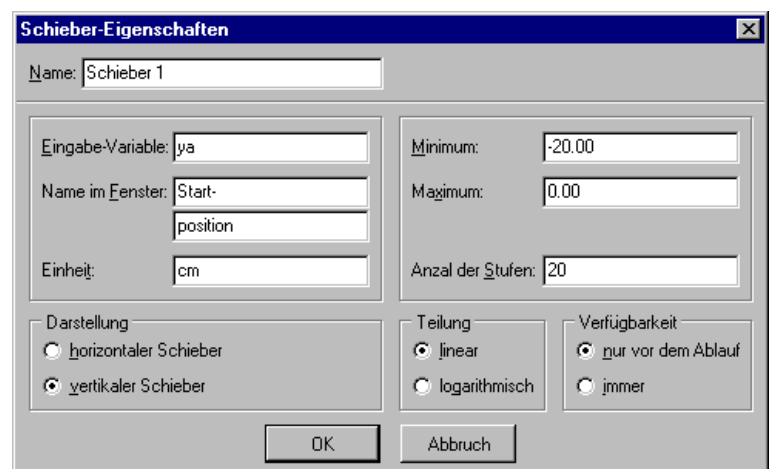 Schieber-Eigenschaften
Name: Schieber 1
Eingabe-Variable: ya
Name im Fenster: Start-
position
Einheit: cm
Minimum: -20.00
Maximum: 0.00
Anzal der Stufen: 20
Darstellung
horizontaler Schieber
vertikaler Schieber
Teilung
linear
logarithmisch
Verfügbarkeit
nur vor dem Ablauf
immer
OK
Abbruch